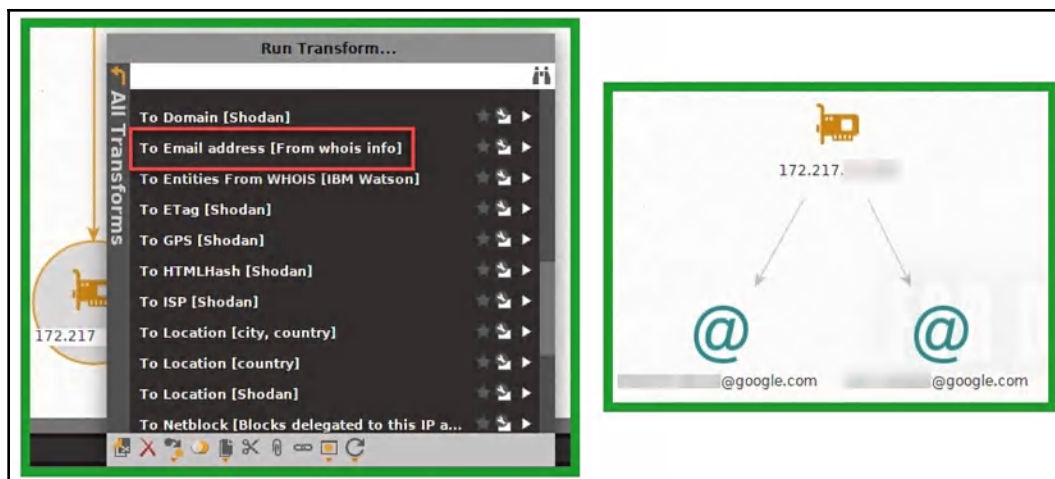 Run Transform...
All Transforms
To Domain [Shodan]
To Email address [From whois info]
To Entities From WHOIS [IBM Watson]
To ETag [Shodan]
To GPS [Shodan]
To HTMLHash [Shodan]
To ISP [Shodan]
To Location [city, country]
To Location [country]
To Location [Shodan]
To Netblock [Blocks delegated to this IP a...
172.217
172.217.
@
@
@google.com
@google.com